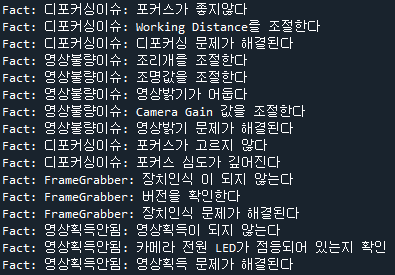 Fact: 디포커싱이슈: 포커스가 좋지않다
Fact: 디포커싱이슈: Working Distance를 조절한다
Fact: 디포커싱이슈: 디포커싱 문제가 해결된다
Fact: 영상불량이슈: 조리개를 조절한다
Fact: 영상불량이슈: 조명값을 조절한다
Fact: 영상불량이슈: 영상밝기가 어둡다
Fact: 영상불량이슈: Camera Gain 값을 조절한다
Fact: 영상불량이슈: 영상밝기 문제가 해결된다
Fact: 디포커싱이슈: 포커스가 고르지 않다
Fact: 디포커싱이슈: 포커스 심도가 깊어진다
Fact: FrameGrabber: 장치인식 이 되지 않는다
Fact: FrameGrabber: 버전을 확인한다
Fact: FrameGrabber: 장치인식 문제가 해결된다
Fact: 영상획득안됨: 영상획득이 되지 않는다
Fact: 영상획득안됨: 카메라 전원 LED가 점등되어 있는지 확인
Fact: 영상획득안됨: 영상획득 문제가 해결된다